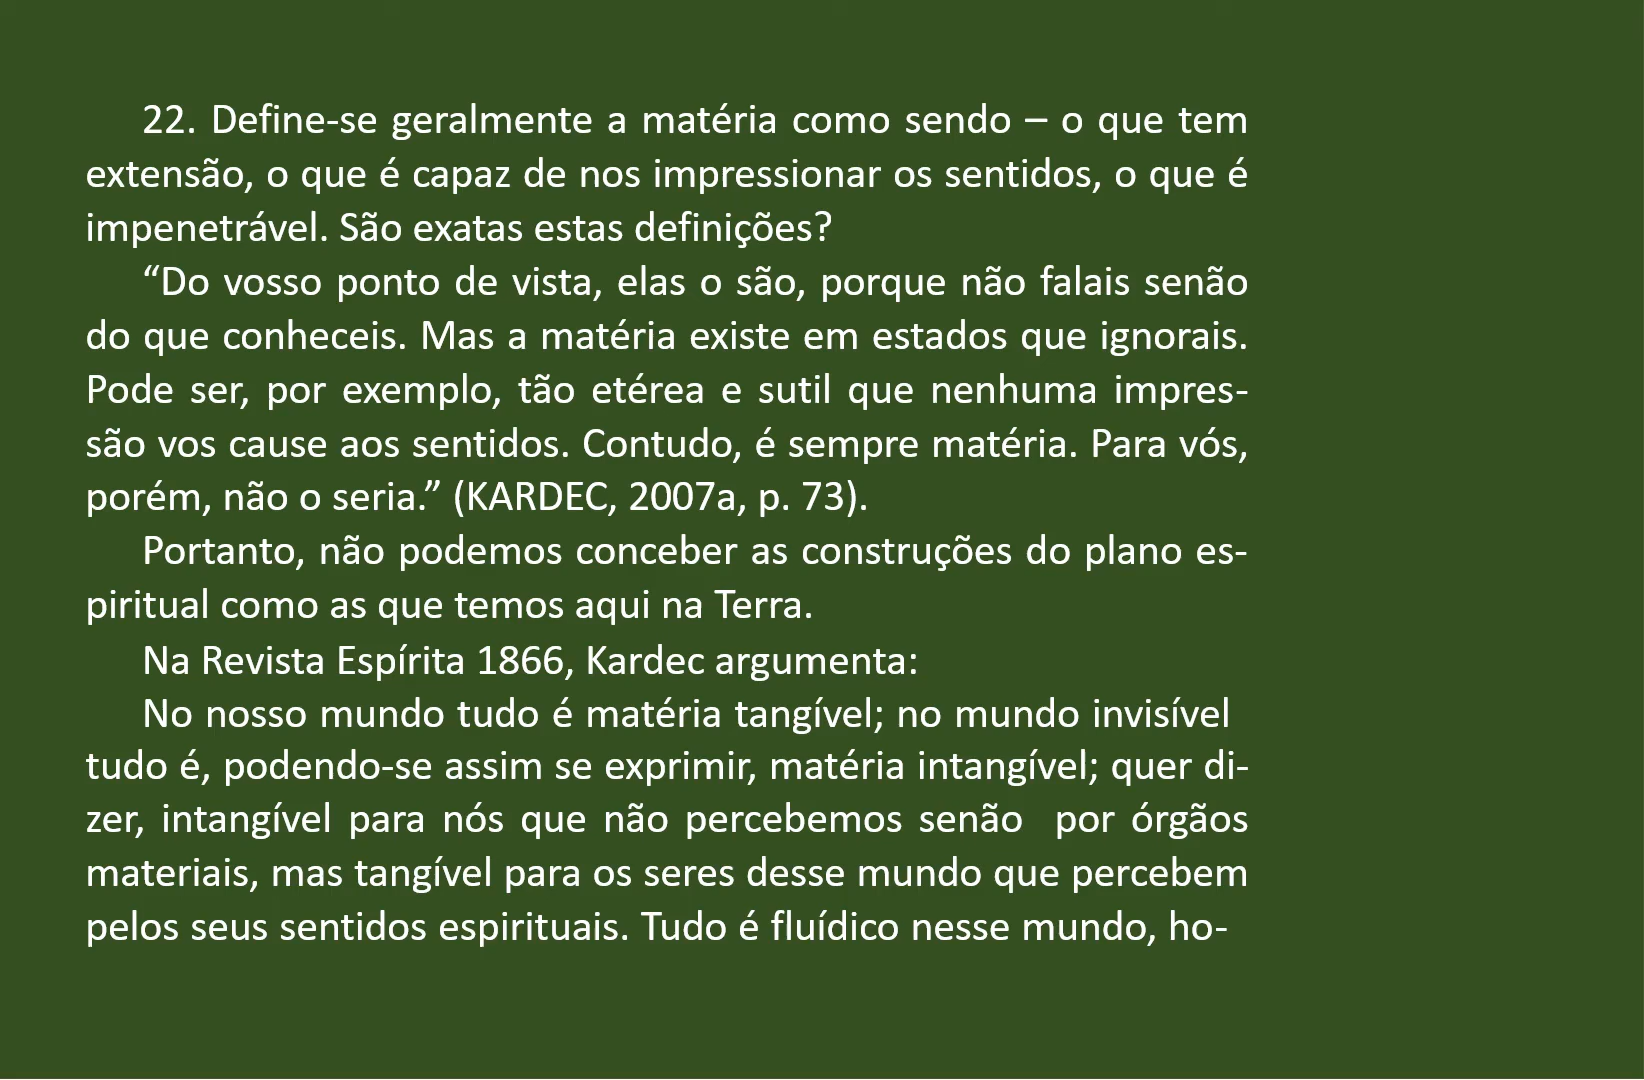 22. Define-se geralmente a matéria como sendo – o que tem
extensão, o que é capaz de nos impressionar os sentidos, o que é
impenetrável. São exatas estas definições?
“Do vosso ponto de vista, elas o são, porque não falais senão
do que conheceis. Mas a matéria existe em estados que ignorais.
Pode ser, por exemplo, tão etérea e sutil que nenhuma impres-
são vos cause aos sentidos. Contudo, é sempre matéria. Para vós,
porém, não o seria.” (KARDEC, 2007a, p. 73).
Portanto, não podemos conceber as construções do plano es-
piritual como as que temos aqui na Terra.
Na Revista Espírita 1866, Kardec argumenta:
No nosso mundo tudo é matéria tangível; no mundo invisível
tudo é, podendo-se assim se exprimir, matéria intangível; quer di-
zer, intangível para nós que não percebemos senão  por órgãos
materiais, mas tangível para os seres desse mundo que percebem
pelos seus sentidos espirituais. Tudo é fluídico nesse mundo, ho-